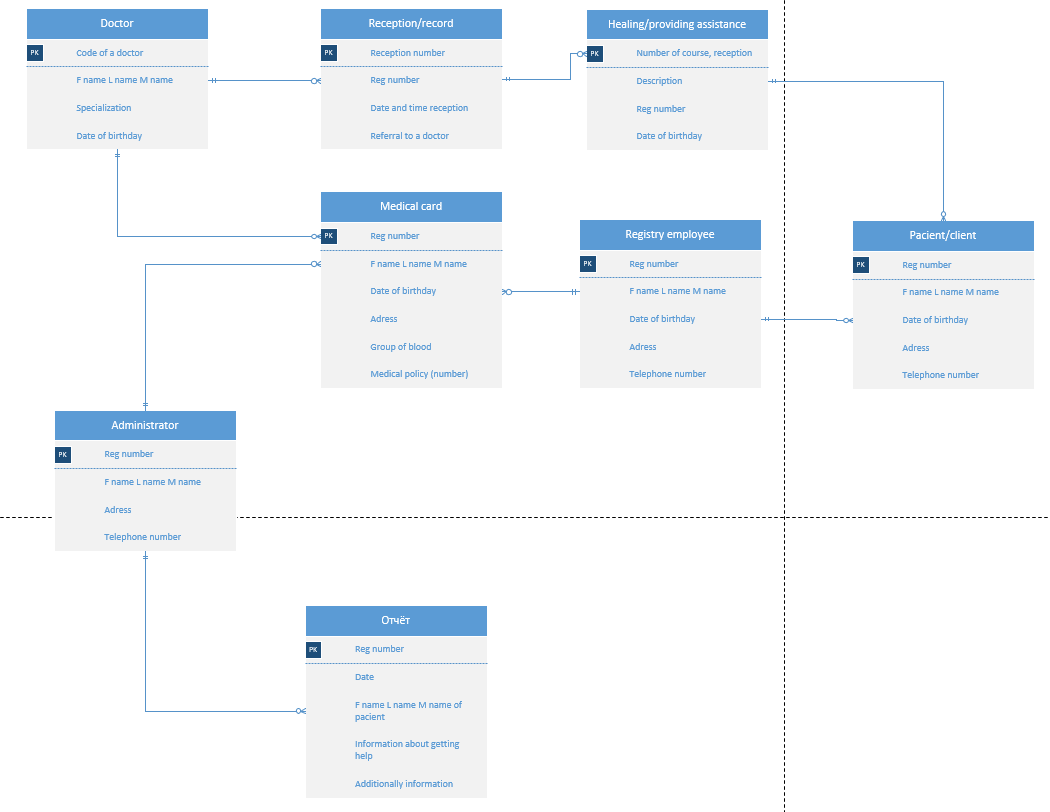 Doctor
PK Code of a doctor
F name L name M name
Specialization
Date of birthday
Reception/record
PK Reception number
Reg number
Date and time reception
Referral to a doctor
Healing/providing assistance
PK Number of course, reception
Description
Reg number
Date of birthday
Medical card
PK Reg number
F name L name M name
Date of birthday
Adress
Group of blood
Medical policy (number)
Registry employee
PK Reg number
F name L name M name
Date of birthday
Adress
Telephone number
Pacient/client
PK Reg number
F name L name M name
Date of birthday
Adress
Telephone number
Administrator
PK Reg number
F name L name M name
Adress
Telephone number
Отчёт
PK Reg number
Date
F name L name M name of
pacient
Information about getting
help
Additionally information